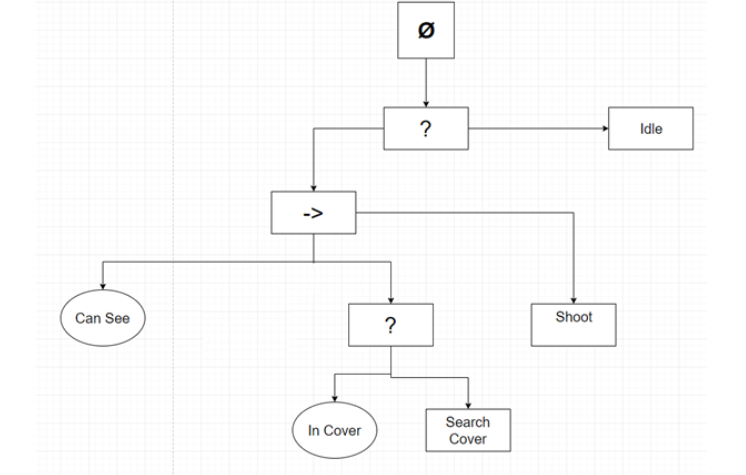 Ø
?
Idle
->
Can See
?
Shoot
In Cover
Search
Cover